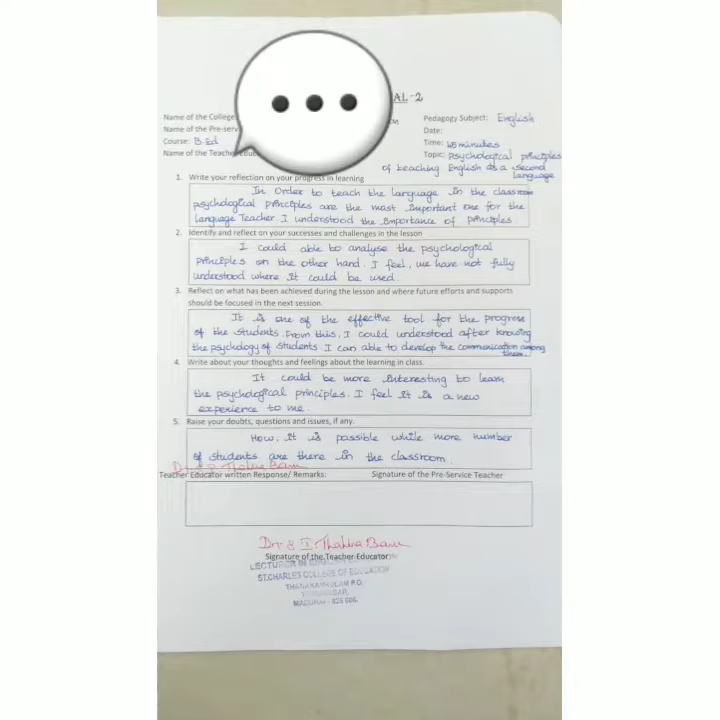 AL-2
Name of the College
Pedagogy Subject: English
Name of the Pre-serv
Date:
Course: B.Ed
Time: 45 minutes
Name of the Teacher Edu
Topic: Psychological principles
of teaching English as a second
language
1. Write your reflection on your progress in learning
In Order to teach the language In the classroom
psychological principles are the most important one for the
language Teacher. I understood the importance of principles
2. Identify and reflect on your successes and challenges in the lesson
I could able to analyse the psychological
Principles on the other hand. I feel, we have not fully
understood where it could be used.
3. Reflect on what has been achieved during the lesson and where future efforts and supports
should be focused in the next session.
It is one of the effective tool for the progress
of the students. From this, I could understood after knowing
the psychology of students I can able to develop the communication among
them.
4. Write about your thoughts and feelings about the learning in class.
It could be more interesting to learn
the psychological principles. I feel it is a new
experience to me.
5. Raise your doubts, questions and issues, if any.
How, it is possible while more number
of students are there in the classroom.
Teacher Educator written Response/ Remarks:
Signature of the Pre-Service Teacher
Signature of the Teacher Educator
LECTURER IN ENGLISH
ST.CHARLES COLLEGE OF EDUCATION
MADURAI - 625 006.